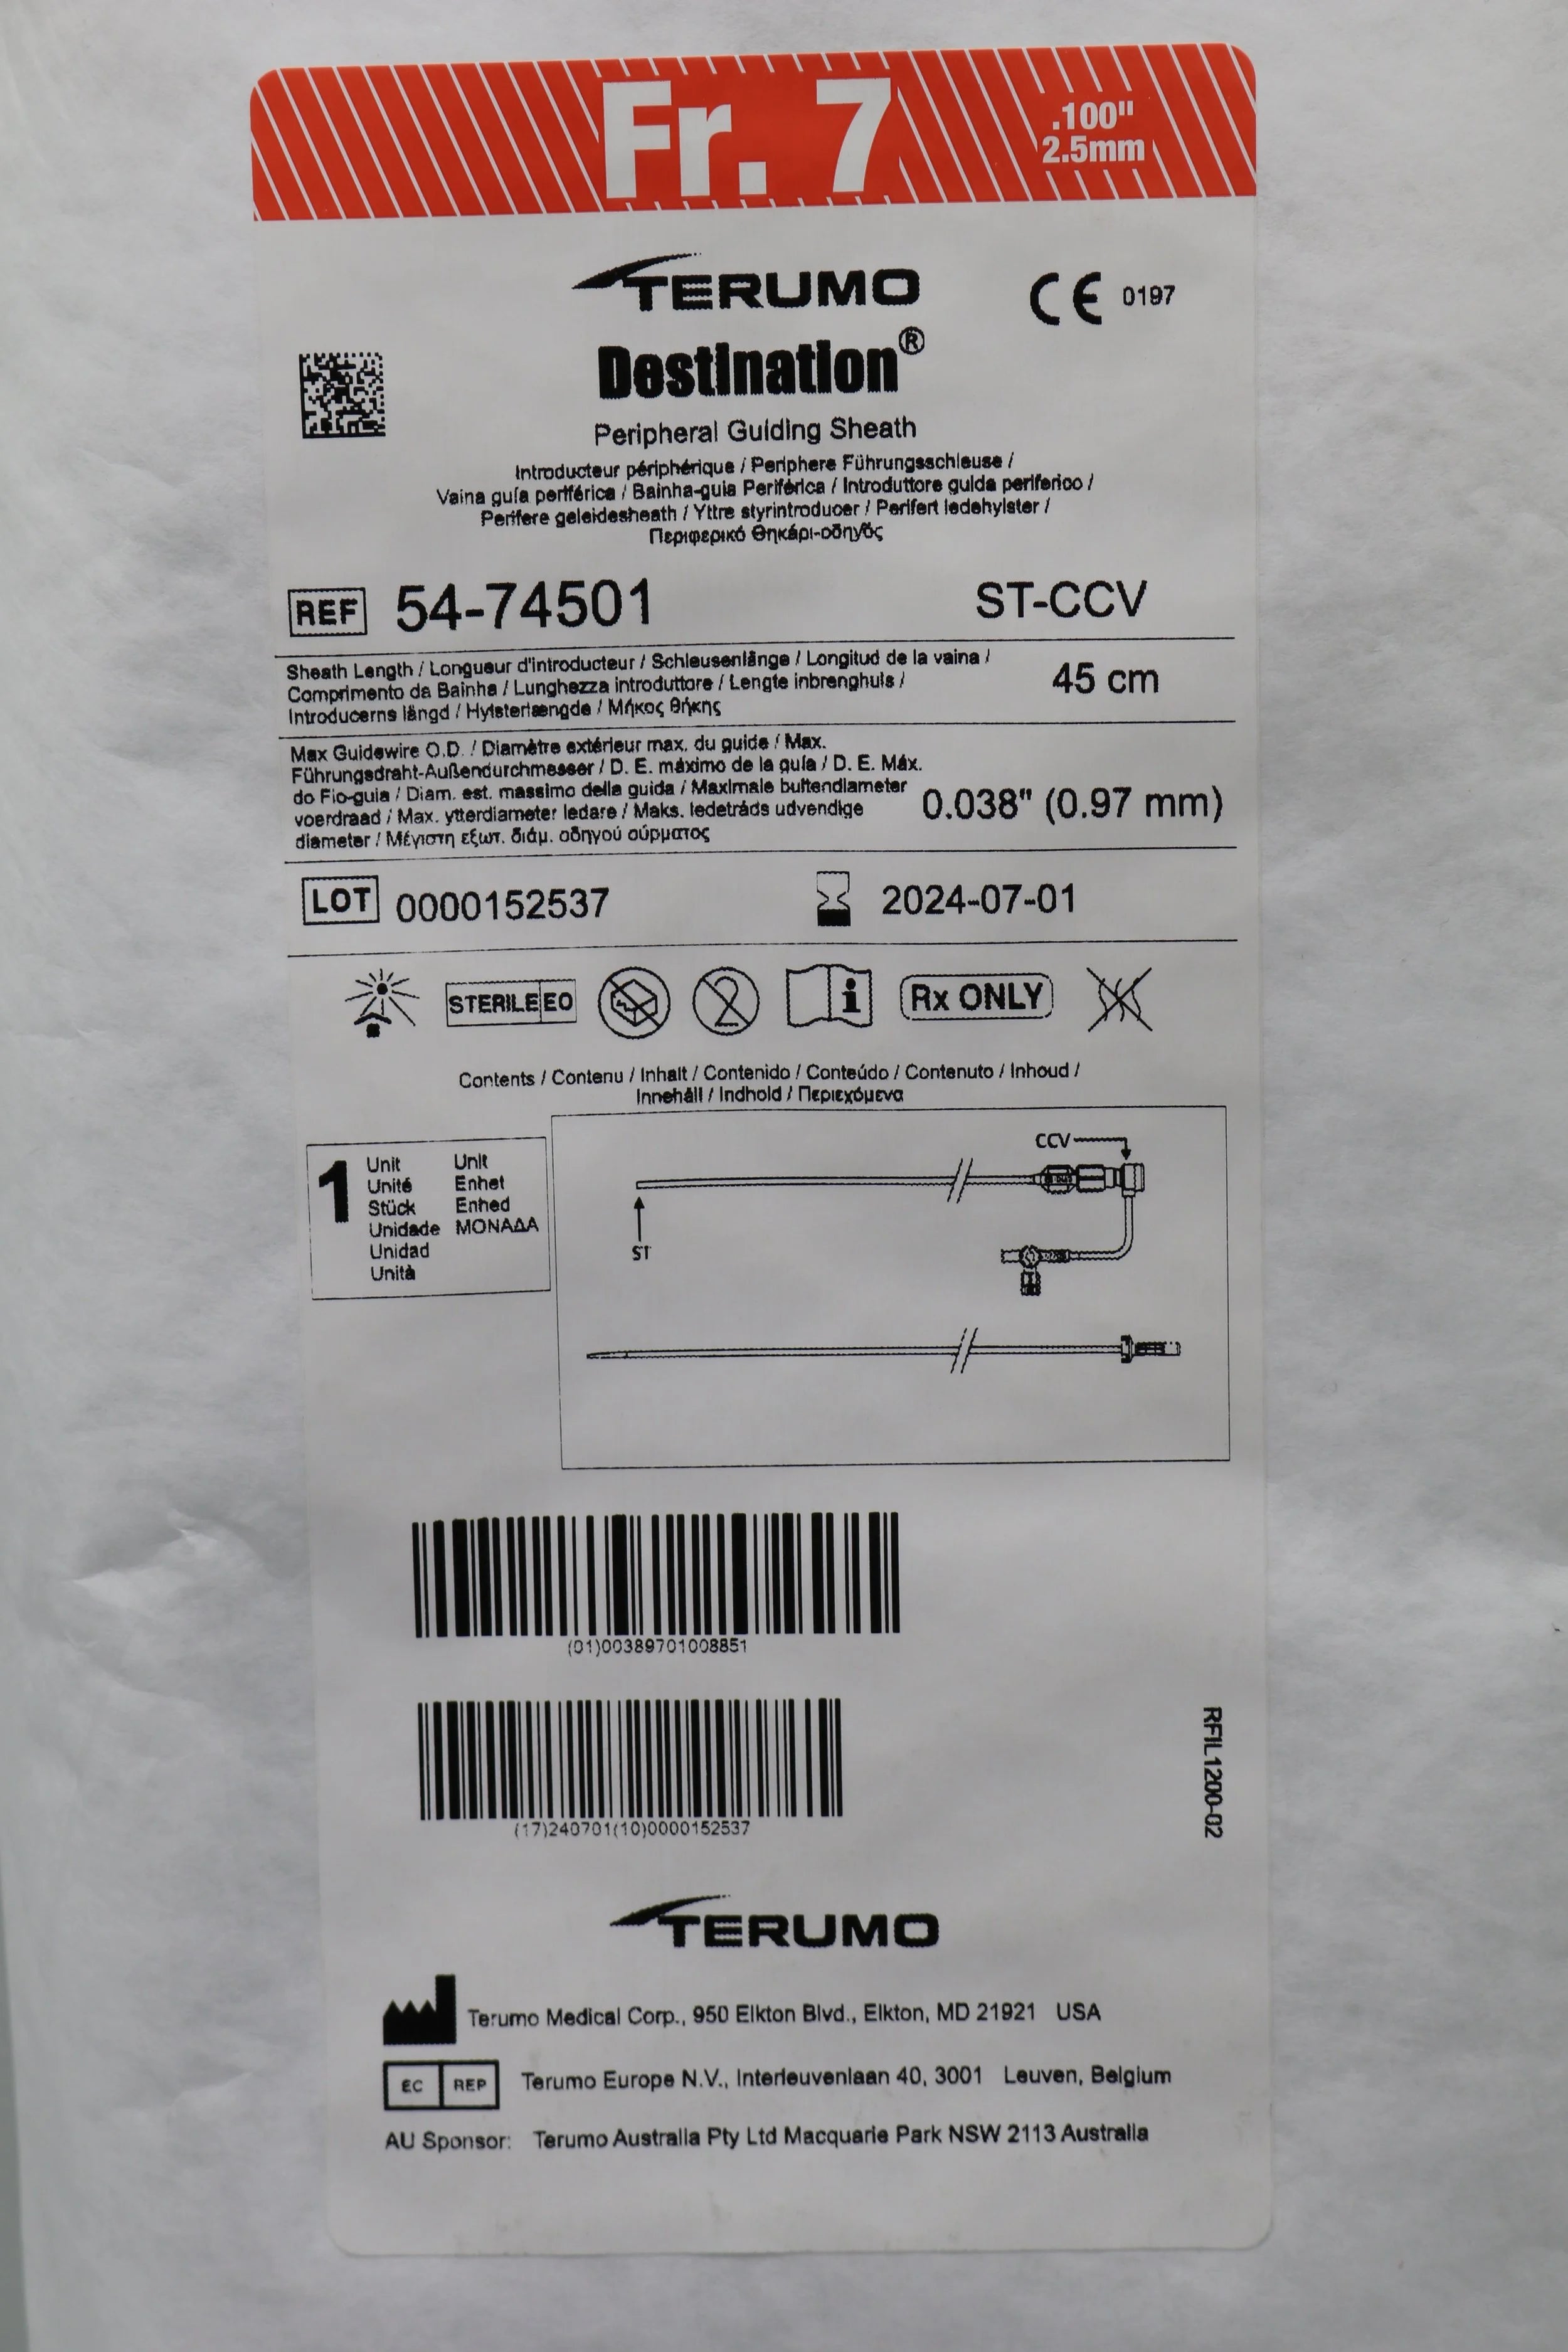 Fr. 7
.100"
2.5mm
TERUMO
CE 0197
Destination®
Peripheral Guiding Sheath
Introducteur périphérique / Periphere Führungsschleuse /
Vaina guía periférica / Bainha-guia Periférica / Introduttore guida periferico /
Perifere geleidesheath / Yttre styrintroducer / Perifert ledehylster /
Περιφερικό Θηκάρι-οδηγός
REF 54-74501 ST-CCV
Sheath Length / Longueur d'introducteur / Schleusenlänge / Longitud de la vaina /
Comprimento da Bainha / Lunghezza introduttore / Lengte inbrenghuls /
Introducerns längd / Hylsterlængde / Μήκος θήκης
45 cm
Max Guidewire O.D. / Diamètre extérieur max. du guide / Max.
Führungsdraht-Außendurchmesser / D. E. máximo de la guía / D. E. Máx.
do Fio-guia / Diam. est. massimo della guida / Maximale buitendiameter
voerdraad / Max. ytterdiameter ledare / Maks. ledetråds udvendige
diameter / Μέγιστη εξωτ. διάμ. οδηγού σύρματος
0.038" (0.97 mm)
LOT 0000152537 2024-07-01
STERILE EO 2 i Rx ONLY
Contents / Contenu / Inhalt / Contenido / Conteúdo / Contenuto / Inhoud /
Innehåll / Indhold / Περιεχόμενα
1
Unit Unit
Unité Enhet
Stück Enhed
Unidade ΜΟΝΑΔΑ
Unidad
Unità
CCV
ST
(01)00389701008851
(17)240701(10)0000152537
RFIL1200-02
TERUMO
Terumo Medical Corp., 950 Elkton Blvd., Elkton, MD 21921 USA
EC REP Terumo Europe N.V., Interleuvenlaan 40, 3001 Leuven, Belgium
AU Sponsor: Terumo Australia Pty Ltd Macquarie Park NSW 2113 Australia